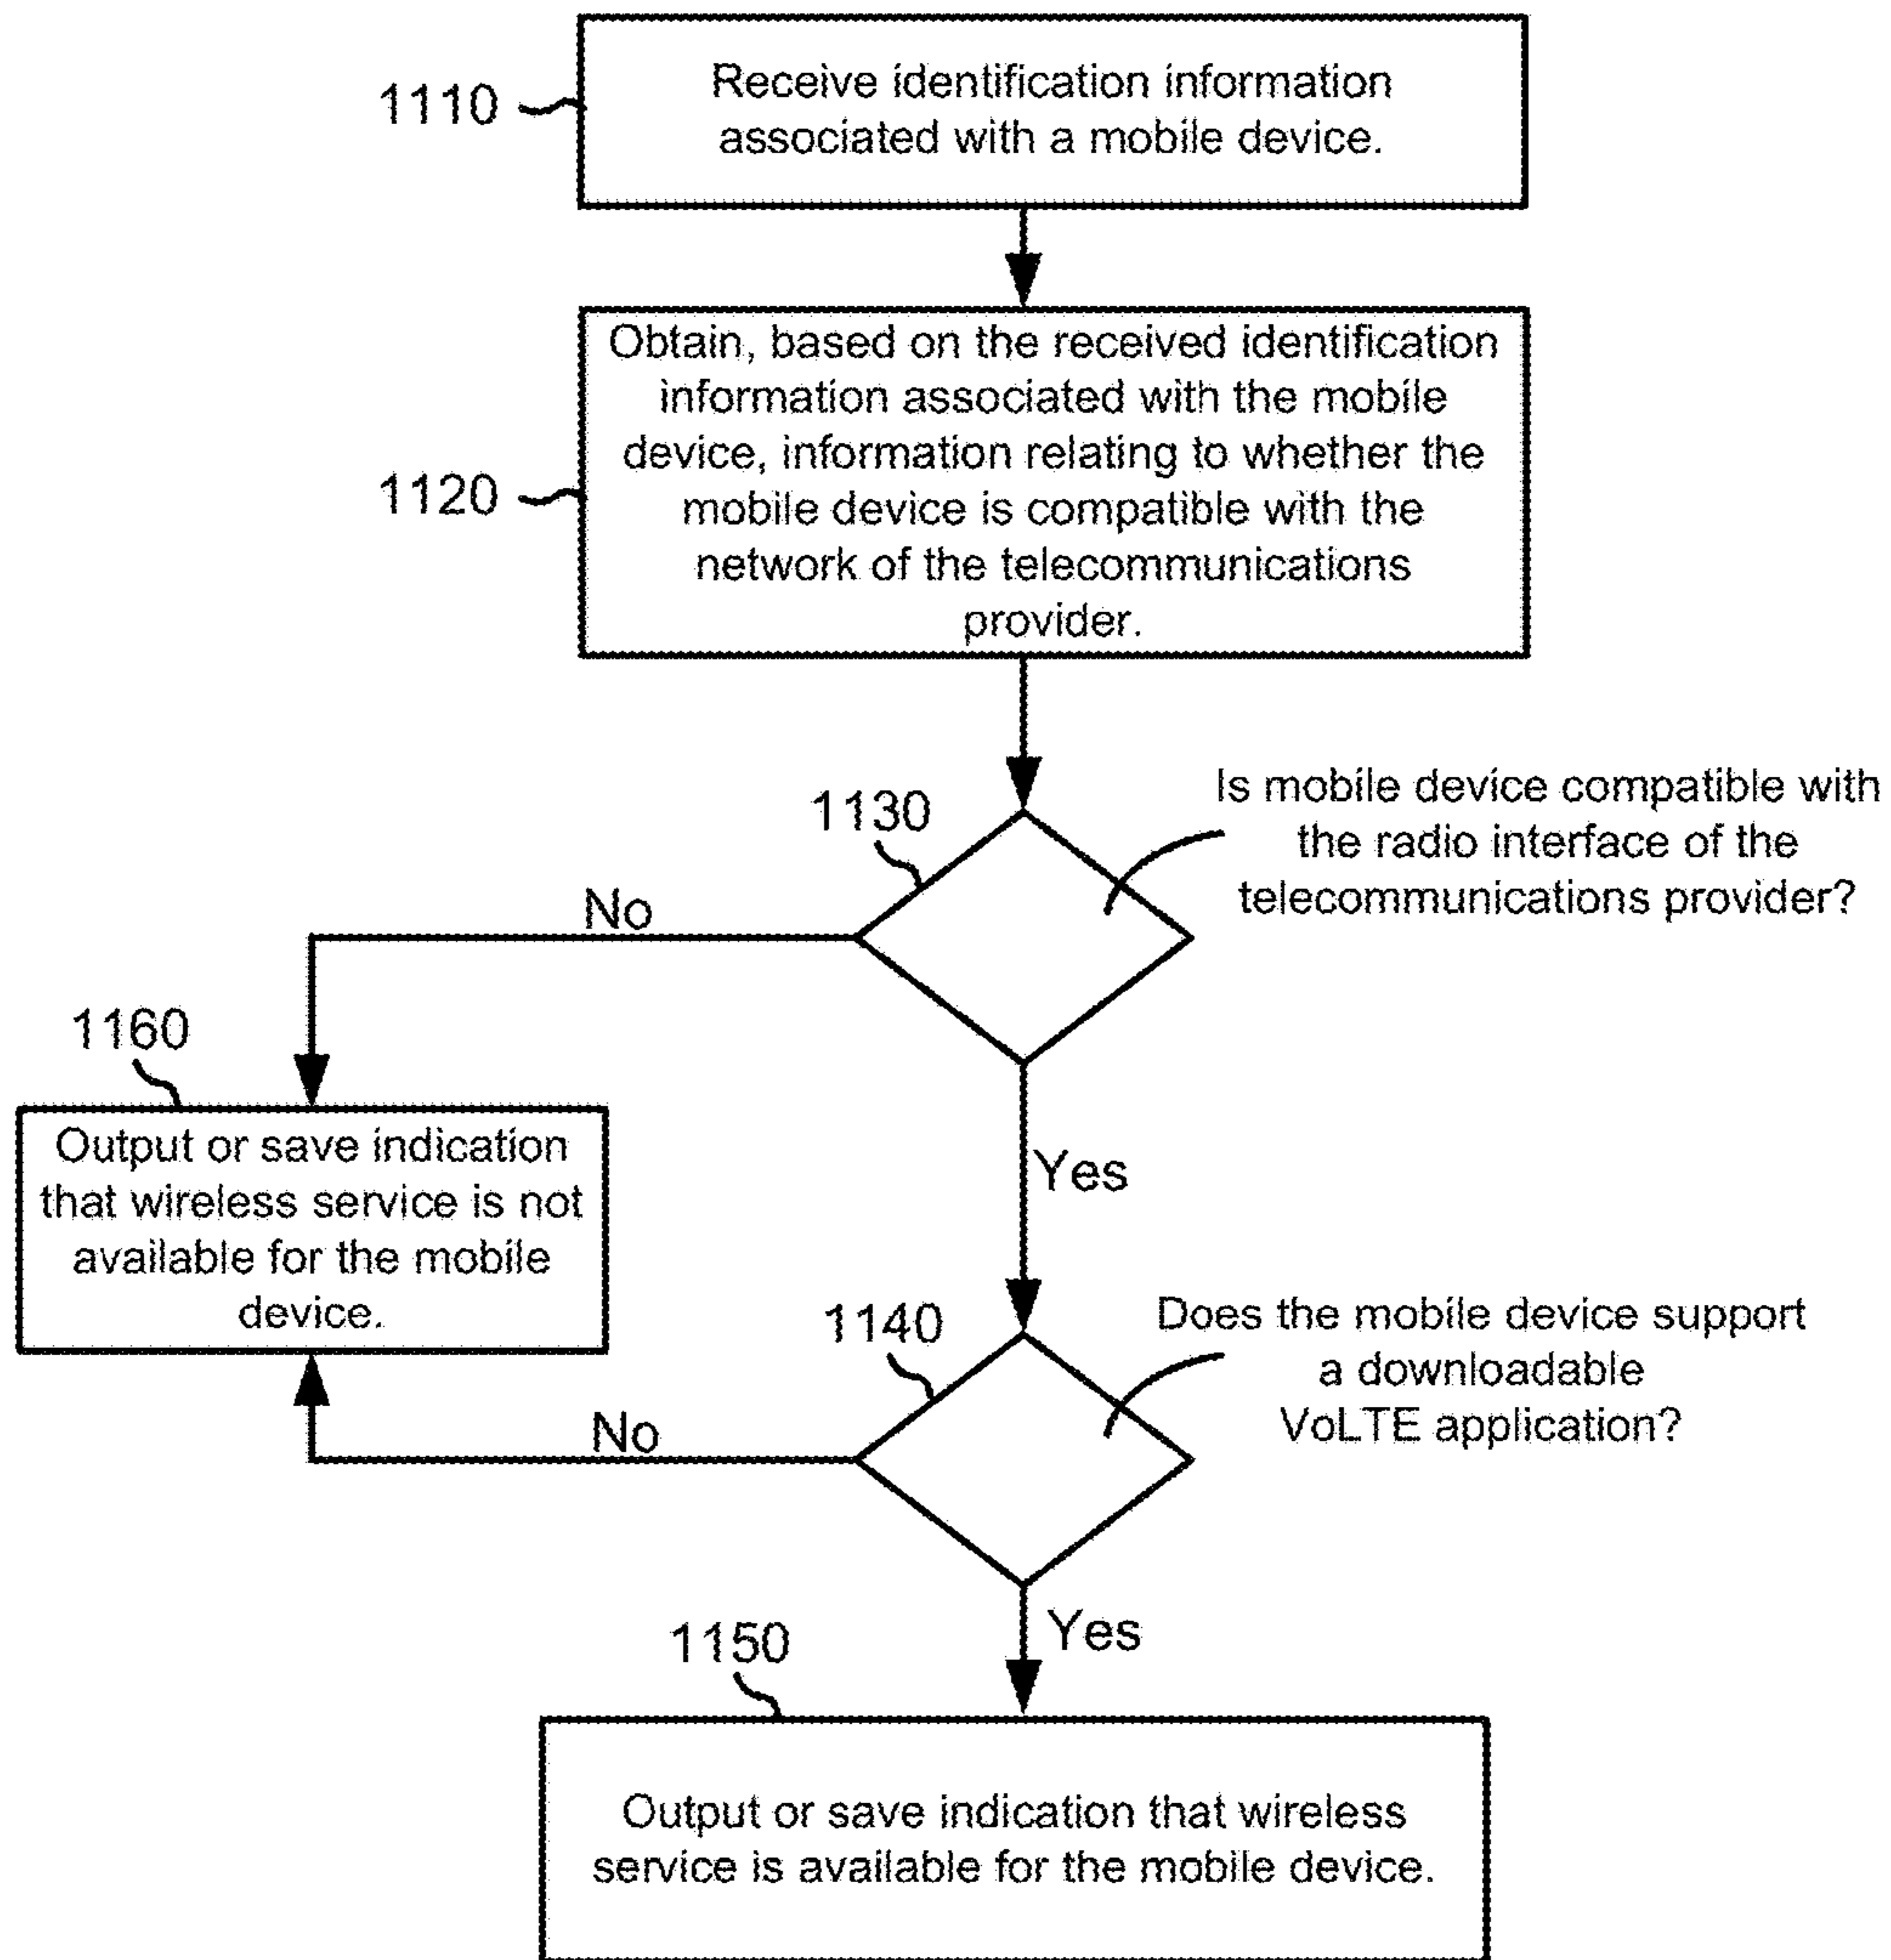 1110
Receive identification information
associated with a mobile device.
1120
Obtain, based on the received identification
information associated with the mobile
device, information relating to whether the
mobile device is compatible with the
network of the telecommunications
provider.
1130
Is mobile device compatible with
the radio interface of the
telecommunications provider?
No
Yes
1160
Output or save indication
that wireless service is not
available for the mobile
device.
1140
Does the mobile device support
a downloadable
VoLTE application?
No
Yes
1150
Output or save indication that wireless
service is available for the mobile device.